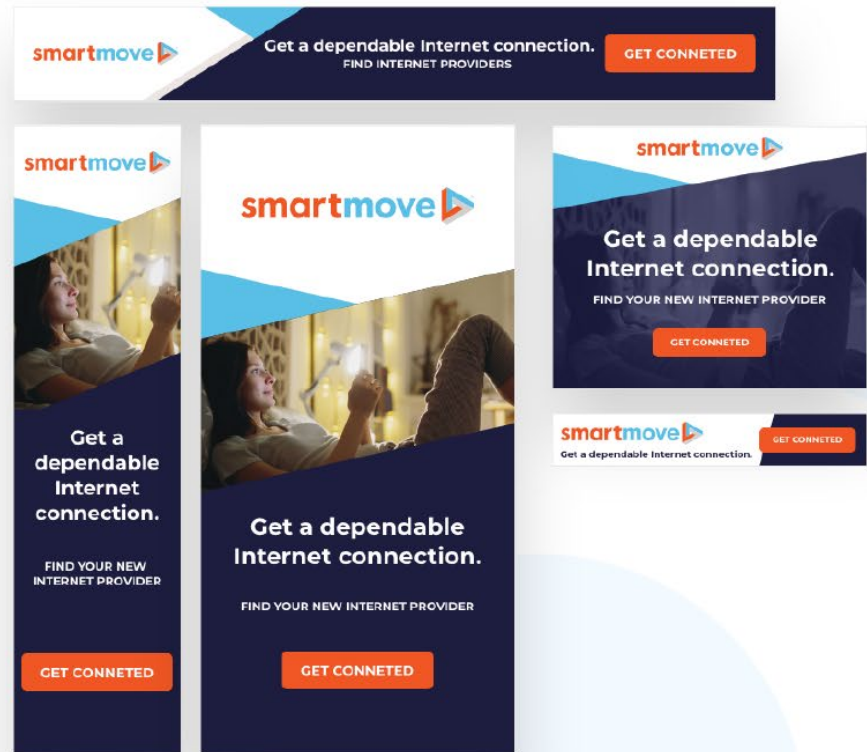 smartmove
Get a dependable Internet connection.
FIND INTERNET PROVIDERS
GET CONNETED
smartmove
Get a
dependable
Internet
connection.
FIND YOUR NEW
INTERNET PROVIDER
GET CONNETED
smartmove
Get a dependable
Internet connection.
FIND YOUR NEW INTERNET PROVIDER
GET CONNETED
smartmove
Get a dependable
Internet connection.
FIND YOUR NEW INTERNET PROVIDER
GET CONNETED
smartmove
Get a dependable Internet connection.
GET CONNETED